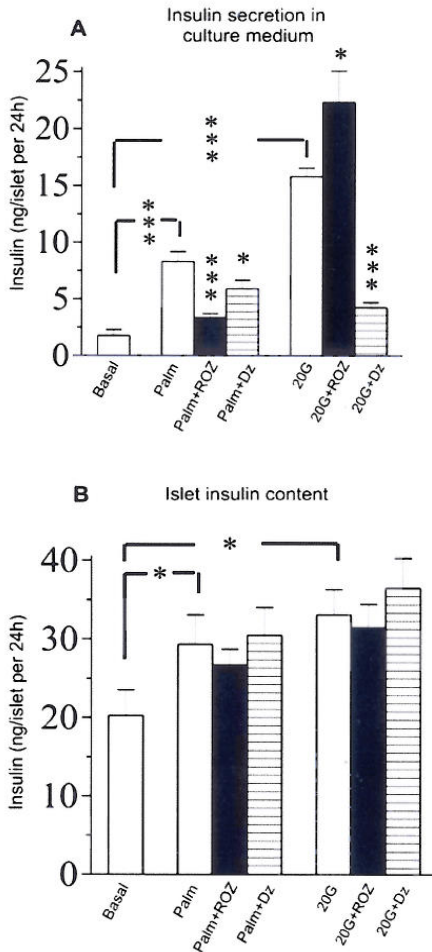 A
Insulin secretion in
culture medium
Insulin (ng/islet per 24h)
25
20
15
10
5
0
***
***
***
*
*
***
Basal
Palm
Palm+ROZ
Palm+Dz
20G
20G+ROZ
20G+Dz
B
Islet insulin content
Insulin (ng/islet per 24h)
40
30
20
10
0
*
*
Basal
Palm
Palm+ROZ
Palm+Dz
20G
20G+ROZ
20G+Dz